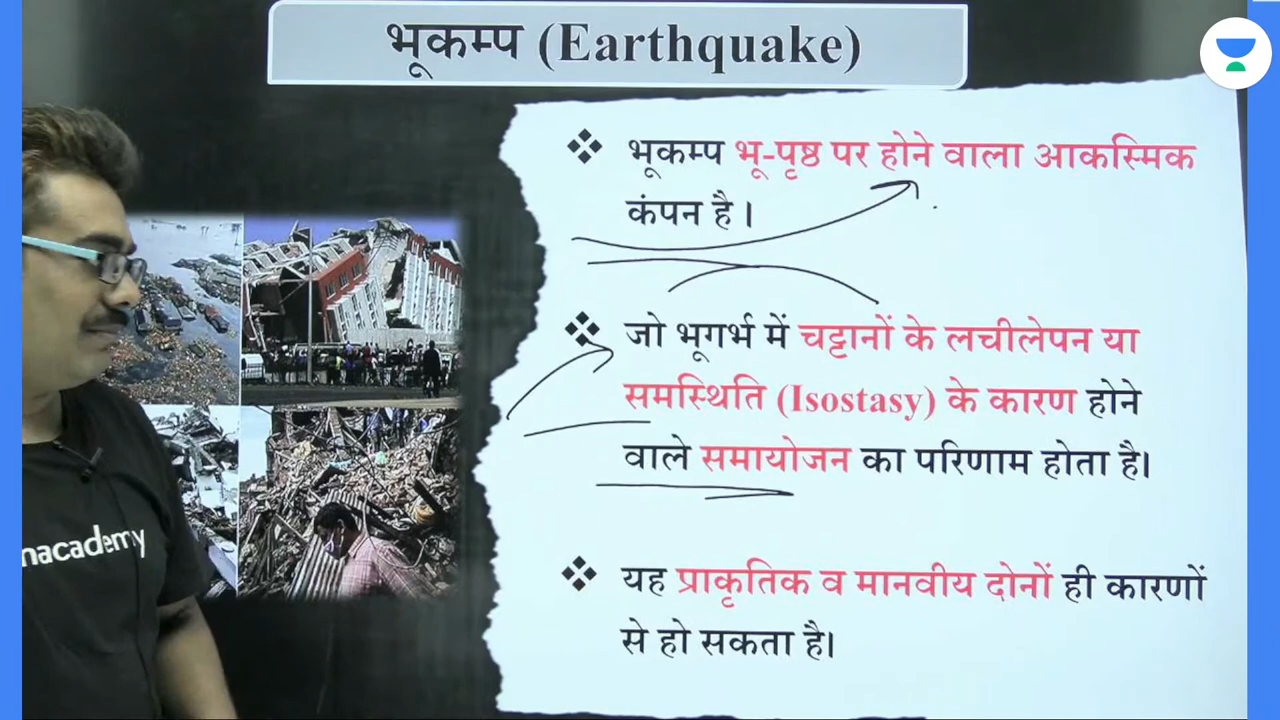 भूकम्प (Earthquake)
भूकम्प भू-पृष्ठ पर होने वाला आकस्मिक
कंपन है।
जो भूगर्भ में चट्टानों के लचीलेपन या
समस्थिति (Isostasy) के कारण होने
वाले समायोजन का परिणाम होता है।
यह प्राकृतिक व मानवीय दोनों ही कारणों
से हो सकता है।
nacademy